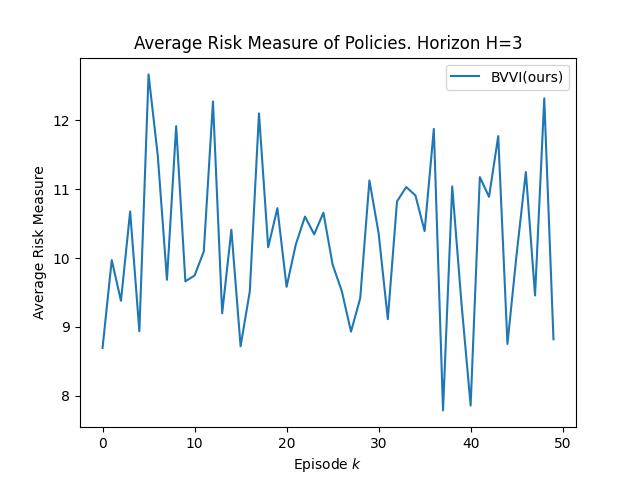 Average Risk Measure of Policies. Horizon H=3
BVVI(ours)
Average Risk Measure
12
11
10
9
8
0 10 20 30 40 50
Episode k